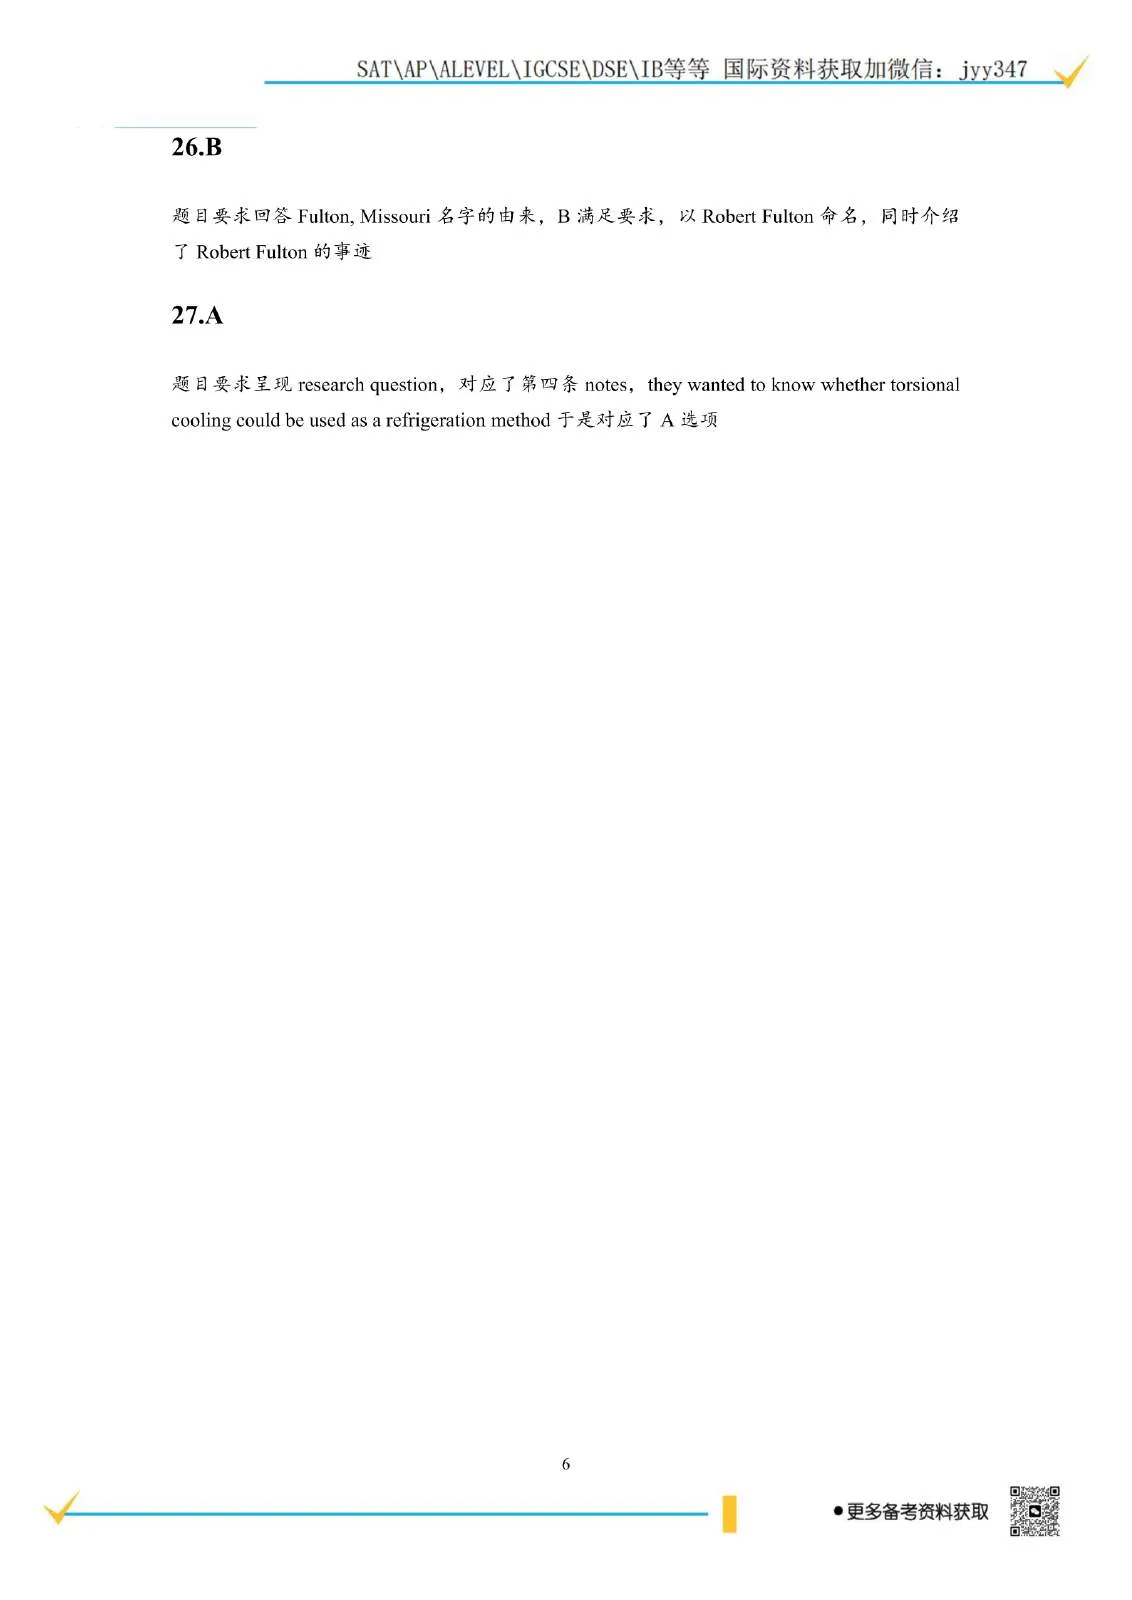 SAT\AP\ALEVEL\IGCSE\DSE\IB等等 国际资料获取加微信：jyy347
26.B
题目要求回答 Fulton, Missouri 名字的由来，B 满足要求，以 Robert Fulton 命名，同时介绍
了 Robert Fulton 的事迹
27.A
题目要求呈现 research question，对应了第四条 notes，they wanted to know whether torsional
cooling could be used as a refrigeration method 于是对应了 A 选项
6
●更多备考资料获取